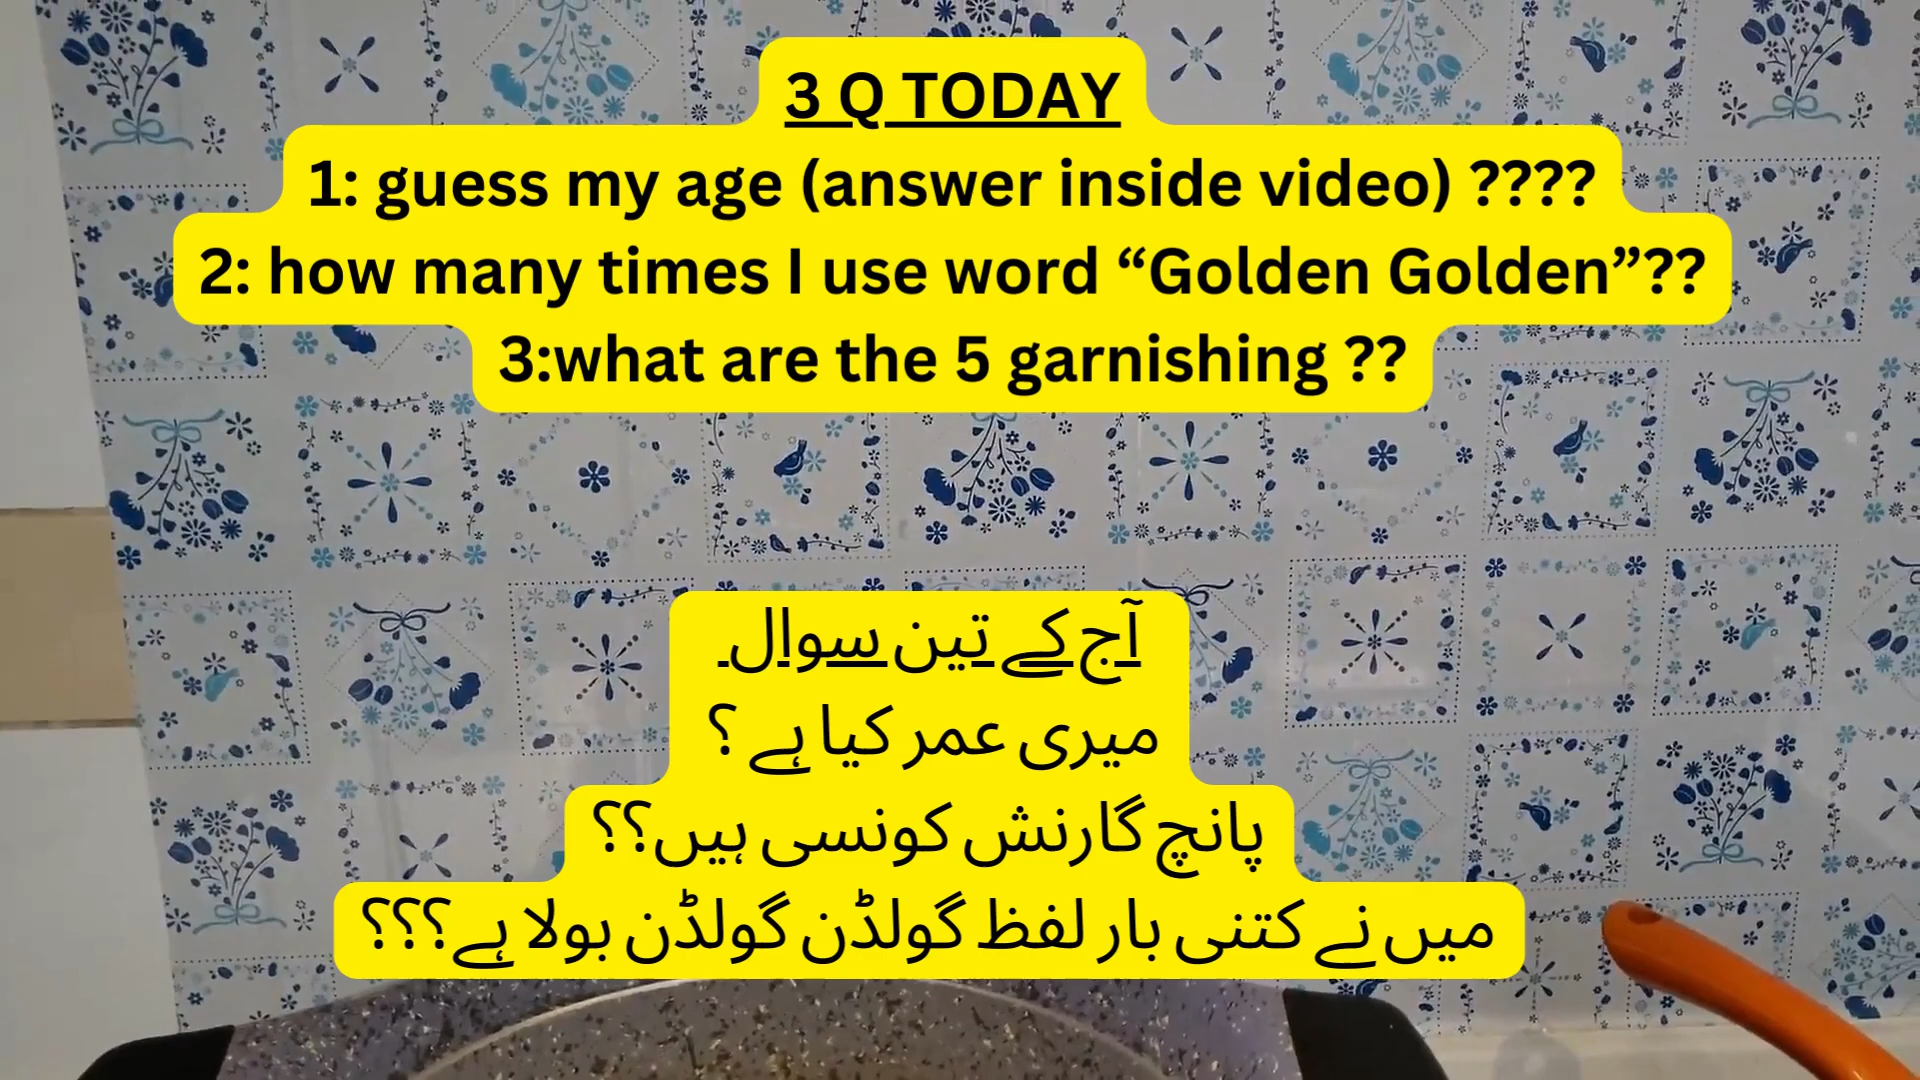 3 Q TODAY
1: guess my age (answer inside video) ????
2: how many times I use word “Golden Golden”??
3:what are the 5 garnishing ??
آج کے تین سوال
میری عمر کیا ہے ؟
پانچ گارنش کونسی ہیں؟؟
میں نے کتنی بار لفظ گولڈن گولڈن بولا ہے؟؟؟